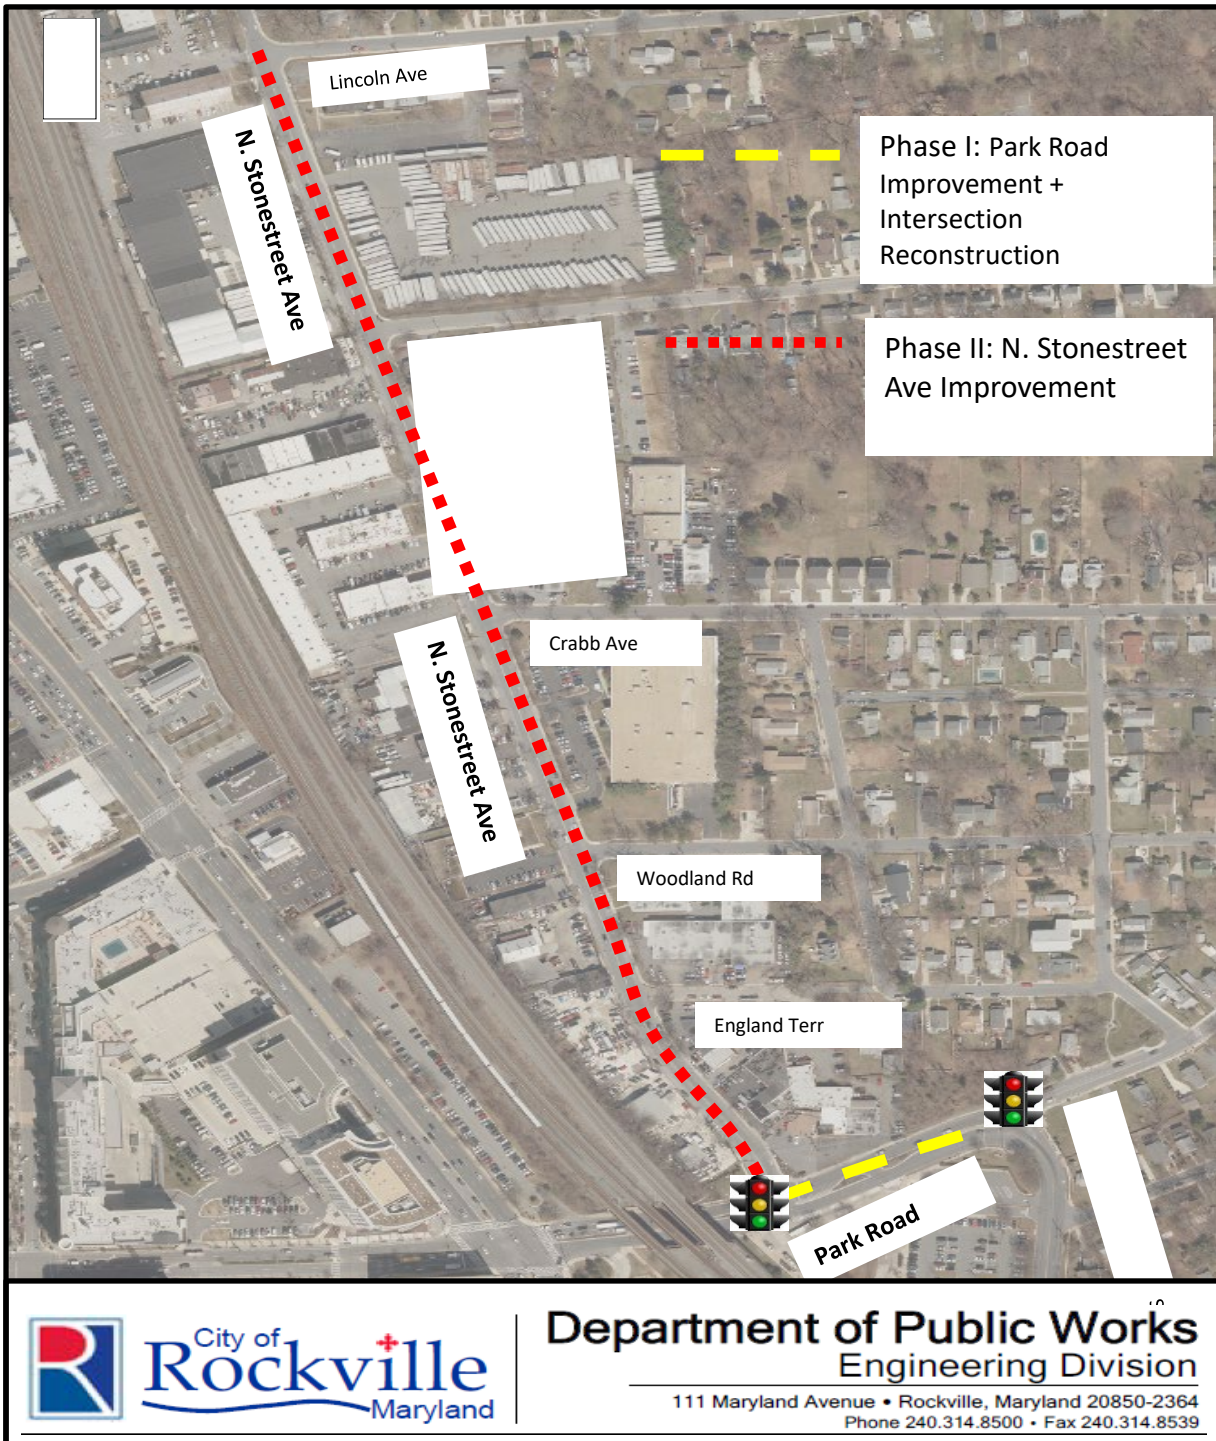 Lincoln Ave
N. Stonestreet Ave
Phase I: Park Road
Improvement +
Intersection
Reconstruction
Phase II: N. Stonestreet
Ave Improvement
Crabb Ave
N. Stonestreet Ave
Woodland Rd
England Terr
Park Road
City of
Rockville
Maryland
Department of Public Works
Engineering Division
111 Maryland Avenue • Rockville, Maryland 20850-2364
Phone 240.314.8500 • Fax 240.314.8539